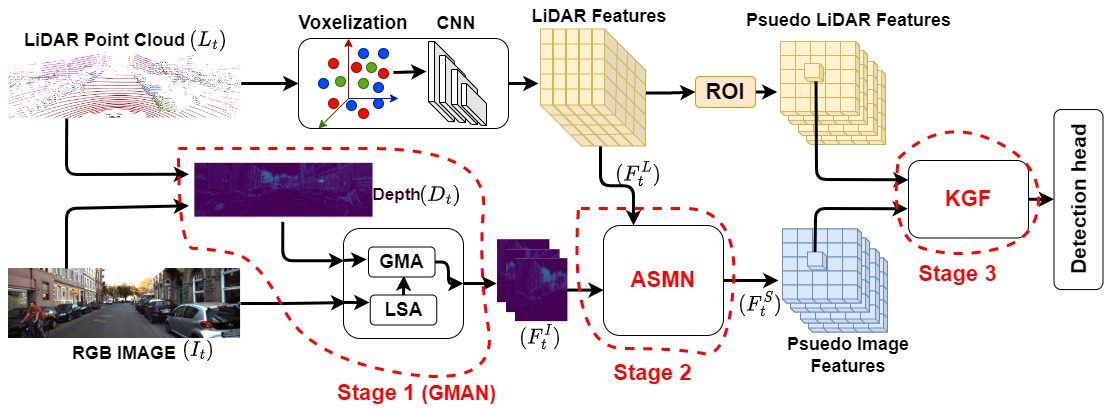 LiDAR Point Cloud (L_t)
Voxelization
CNN
LiDAR Features
Psuedo LiDAR Features
ROI
Depth(D_t)
(F_t^L)
GMA
LSA
(F_t^I)
ASMN
(F_t^S)
KGF
Detection head
Stage 3
RGB IMAGE (I_t)
Stage 1 (GMAN)
Stage 2
Psuedo Image
Features